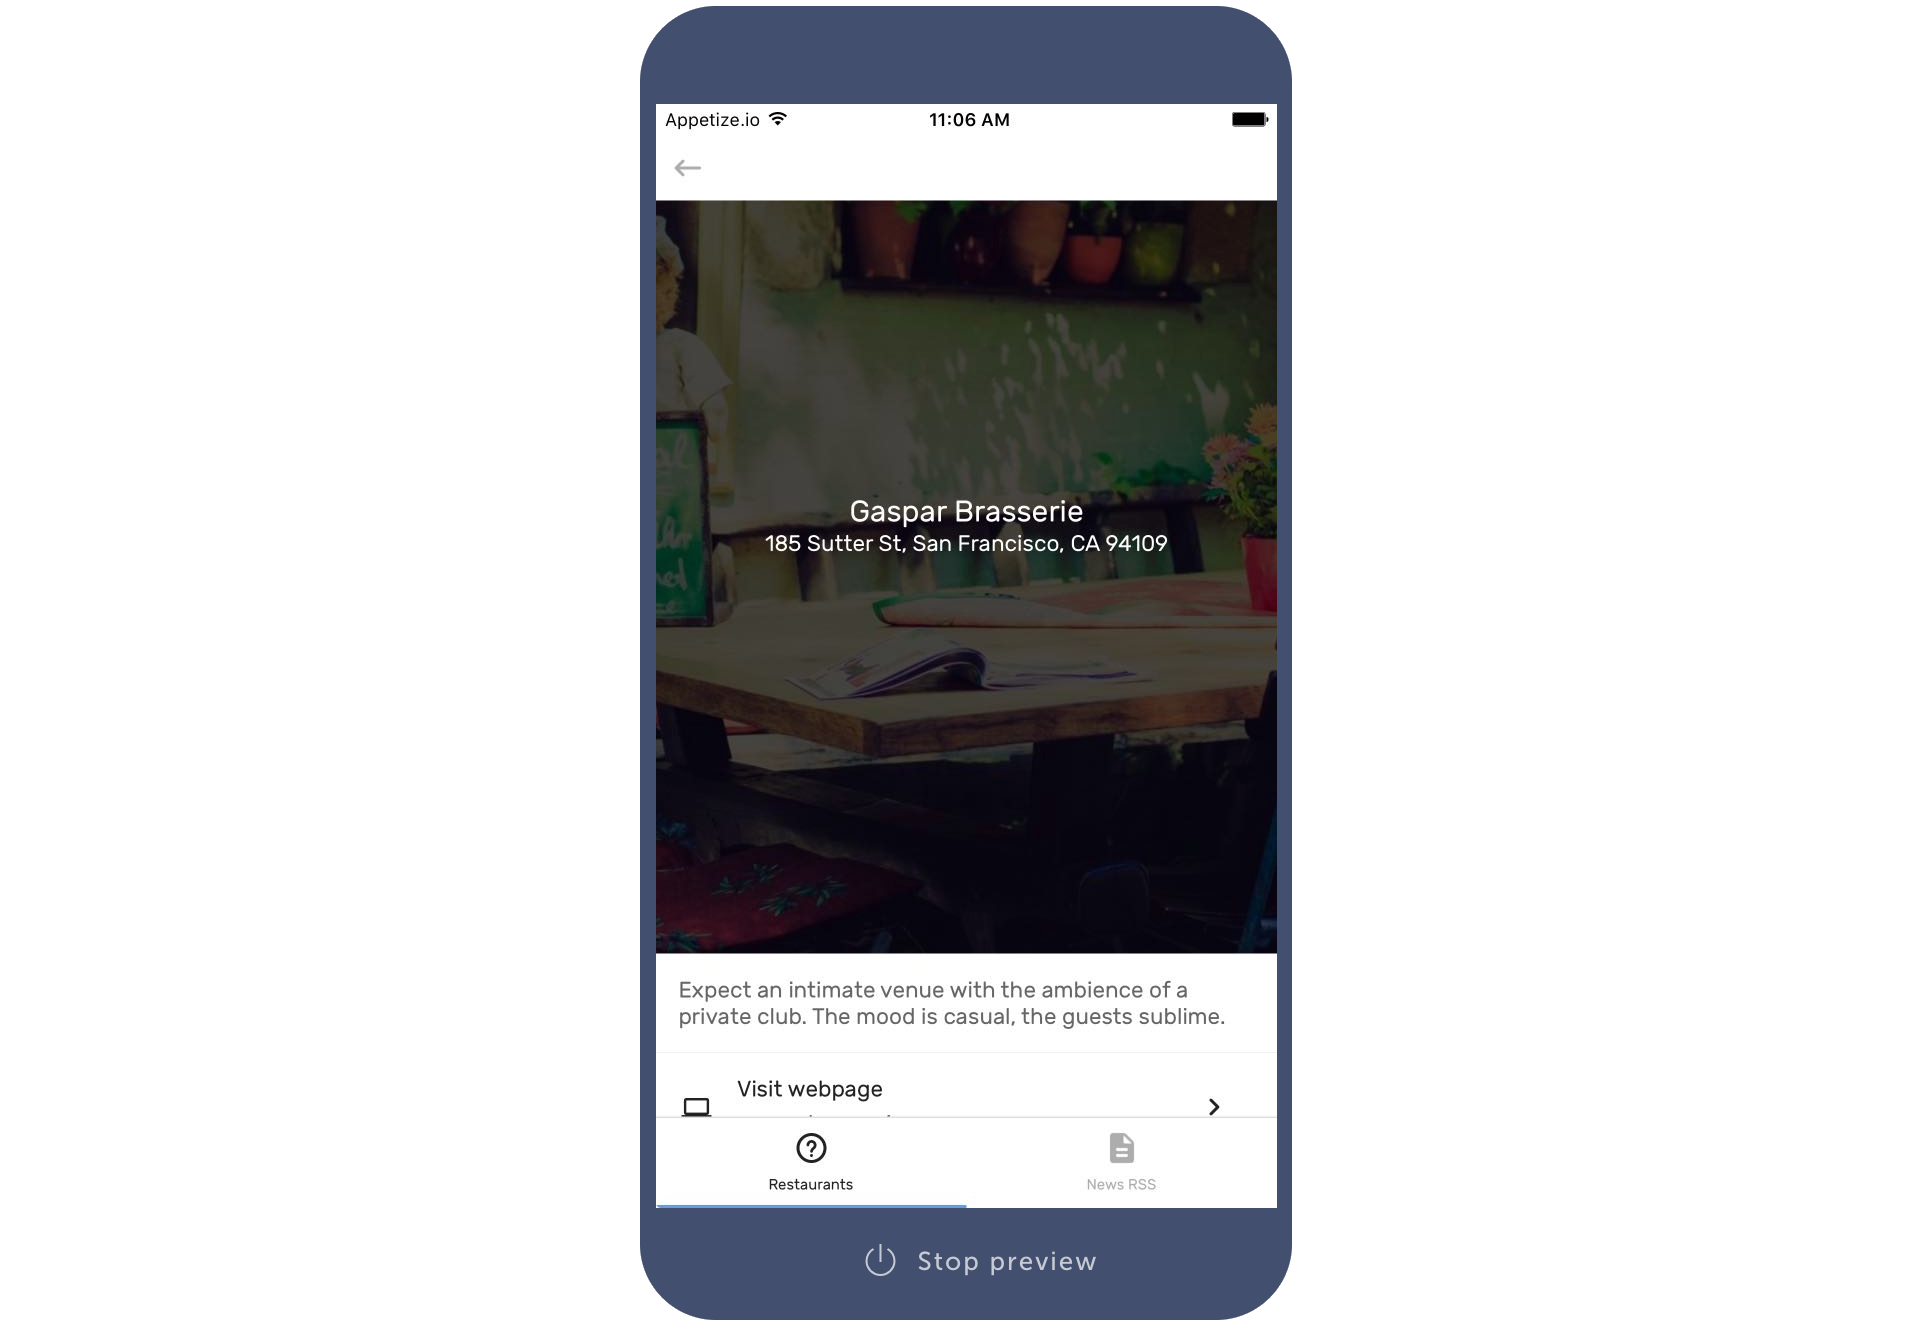 Appetize.io 11:06 AM
Gaspar Brasserie
185 Sutter St, San Francisco, CA 94109
Expect an intimate venue with the ambience of a
private club. The mood is casual, the guests sublime.
Visit webpage
Restaurants News RSS
Stop preview